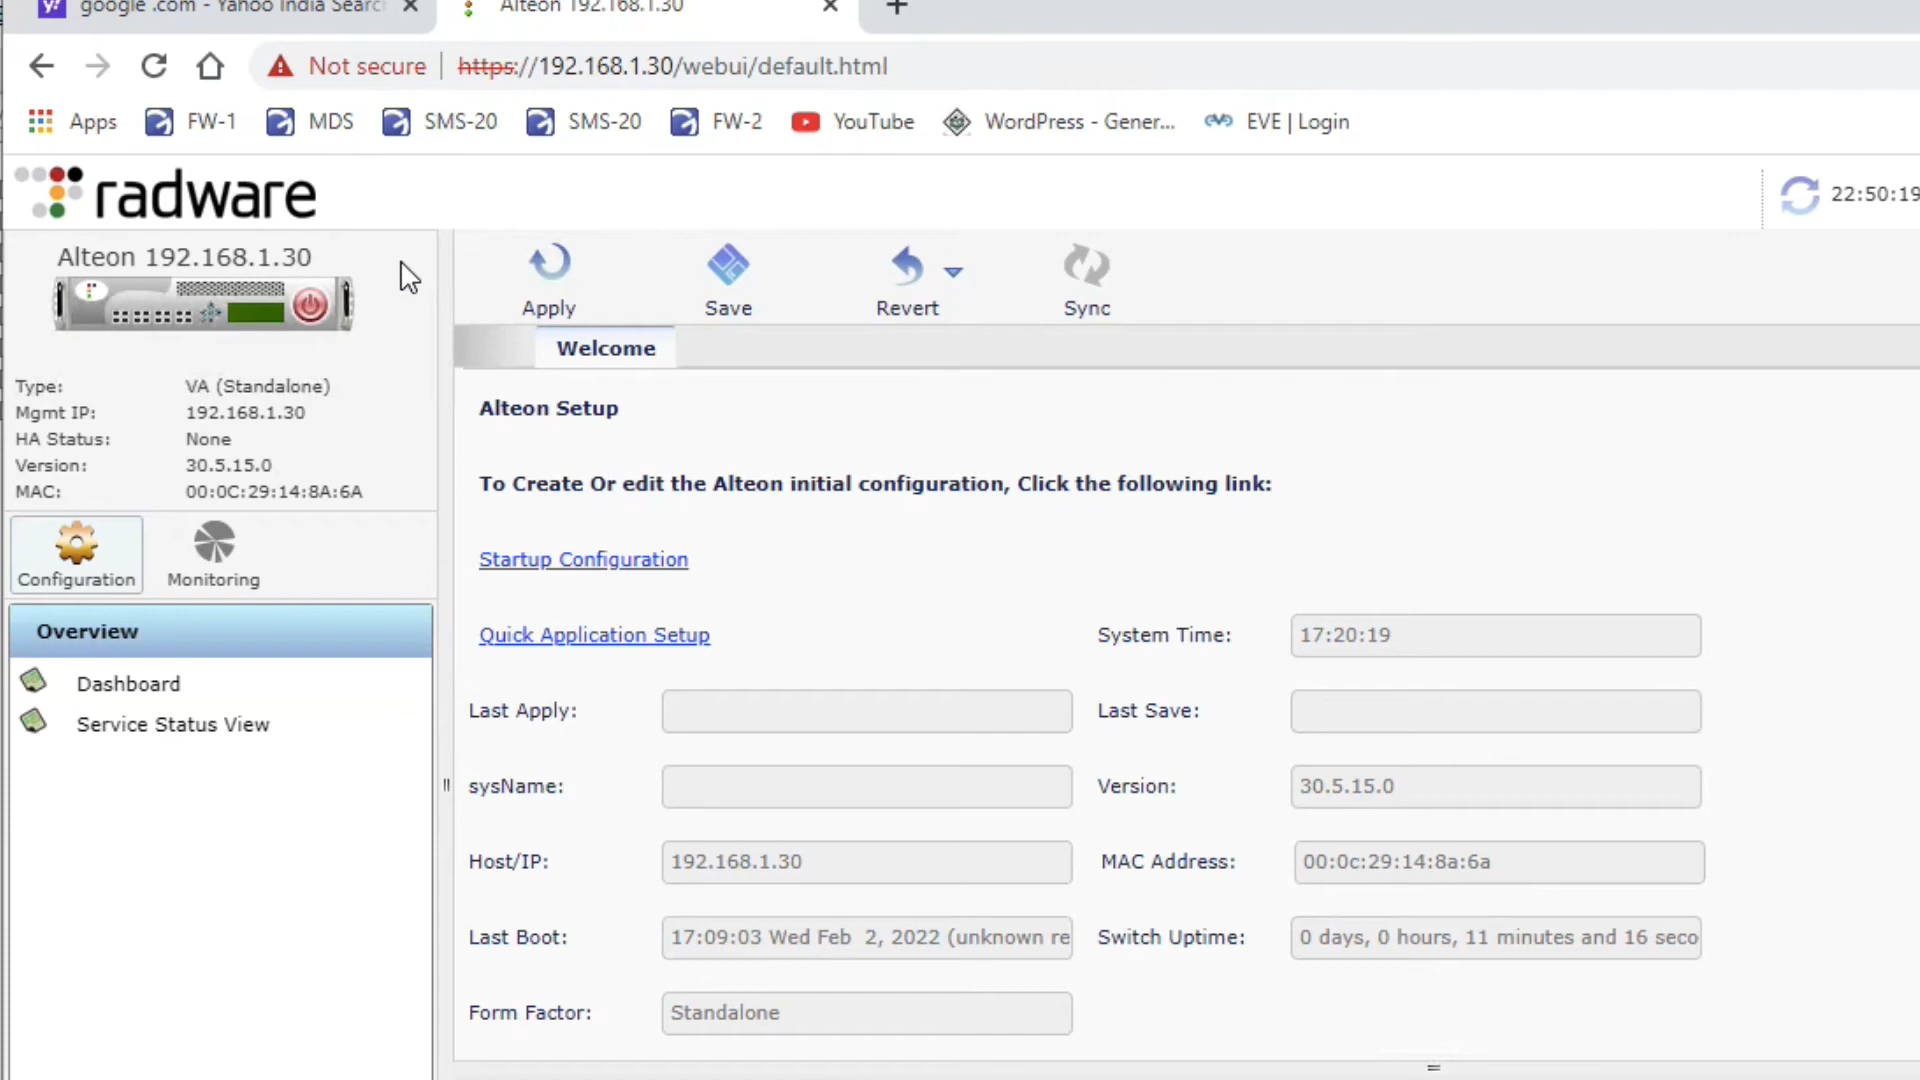 google .com - Yahoo India Search
Alteon 192.168.1.30
Not secure
https://192.168.1.30/webui/default.html
Apps
FW-1
MDS
SMS-20
SMS-20
FW-2
YouTube
WordPress - Gener...
EVE | Login
radware
22:50:19
Alteon 192.168.1.30
Apply
Save
Revert
Sync
Welcome
Type: VA (Standalone)
Mgmt IP: 192.168.1.30
HA Status: None
Version: 30.5.15.0
MAC: 00:0C:29:14:8A:6A
Configuration
Monitoring
Overview
Dashboard
Service Status View
Alteon Setup
To Create Or edit the Alteon initial configuration, Click the following link:
Startup Configuration
Quick Application Setup
System Time: 17:20:19
Last Apply:
Last Save:
sysName:
Version: 30.5.15.0
Host/IP: 192.168.1.30
MAC Address: 00:0c:29:14:8a:6a
Last Boot: 17:09:03 Wed Feb 2, 2022 (unknown re
Switch Uptime: 0 days, 0 hours, 11 minutes and 16 seco
Form Factor: Standalone